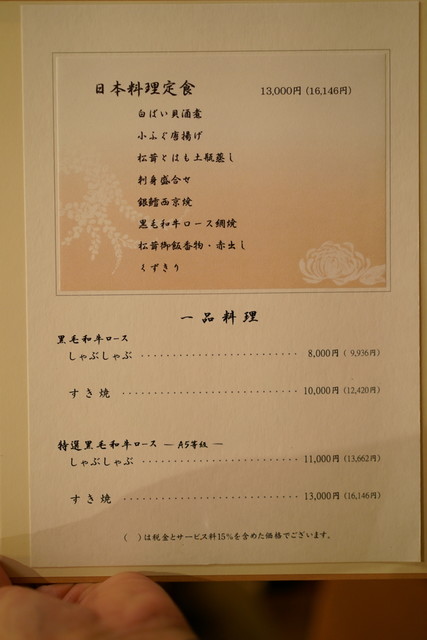 日本料理定食 13,000円(16,146円)
白ばい貝酒煮
小ふぐ唐揚げ
松茸とはも土瓶蒸し
刺身盛合せ
銀鱈西京焼
黒毛和牛ロース網焼
松茸御飯香物・赤出し
くずきり
一品料理
黒毛和牛ロース
しゃぶしゃぶ ‥‥‥‥‥‥‥‥‥‥‥‥ 8,000円( 9,936円)
すき焼 ‥‥‥‥‥‥‥‥‥‥‥‥‥‥ 10,000円(12,420円)
特選黒毛和牛ロース ― A5等級 ―
しゃぶしゃぶ ‥‥‥‥‥‥‥‥‥‥‥‥ 11,000円(13,662円)
すき焼 ‥‥‥‥‥‥‥‥‥‥‥‥‥‥ 13,000円(16,146円)
( )は税金とサービス料15%を含めた価格でございます。